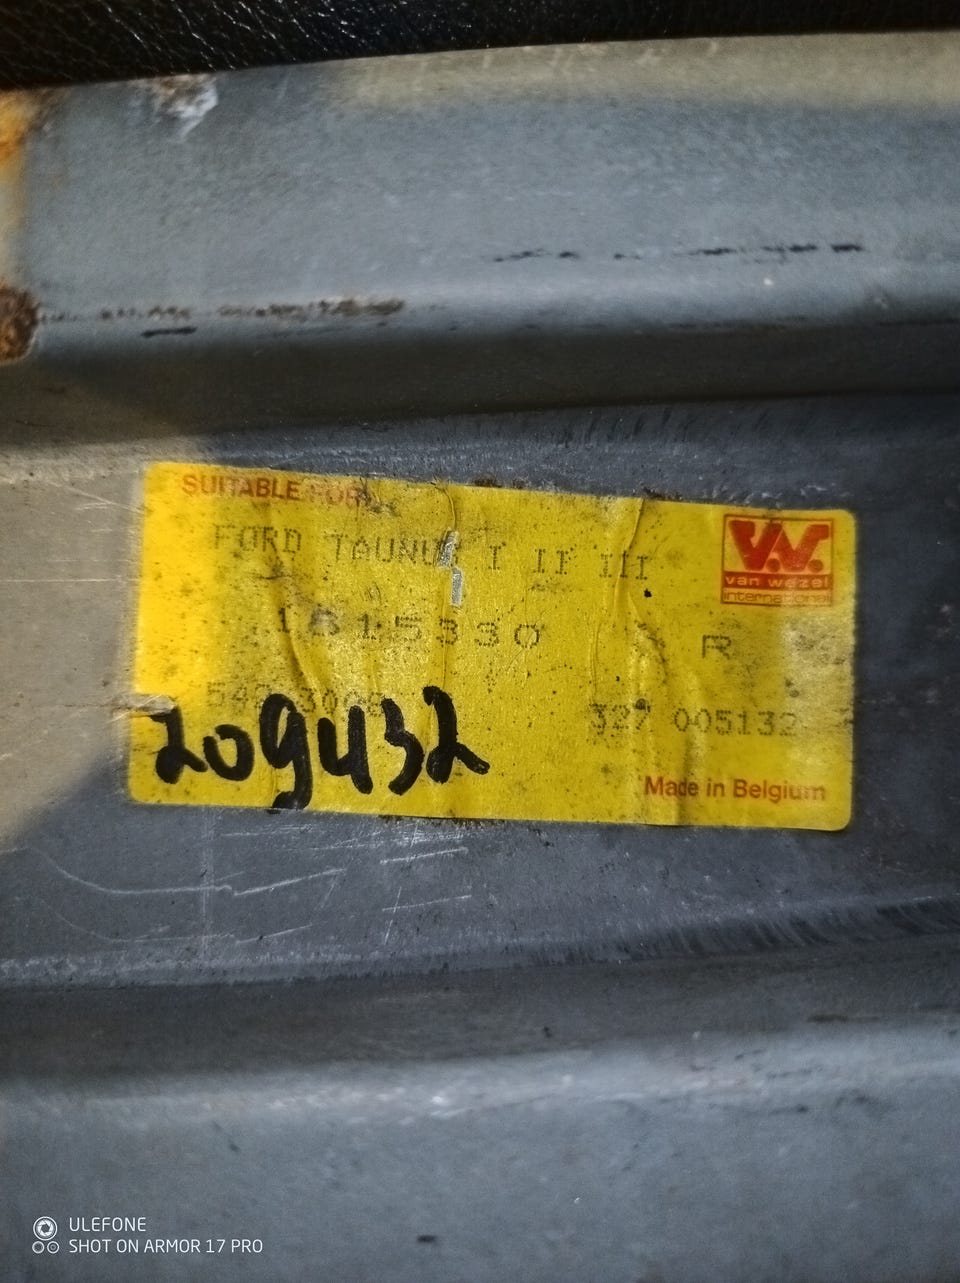 SUITABLE FOR
FORD TAUNUS I II III
V.W.
van wezel
international
1815330 R
327 005132
209432
Made in Belgium
ULEFONE
SHOT ON ARMOR 17 PRO